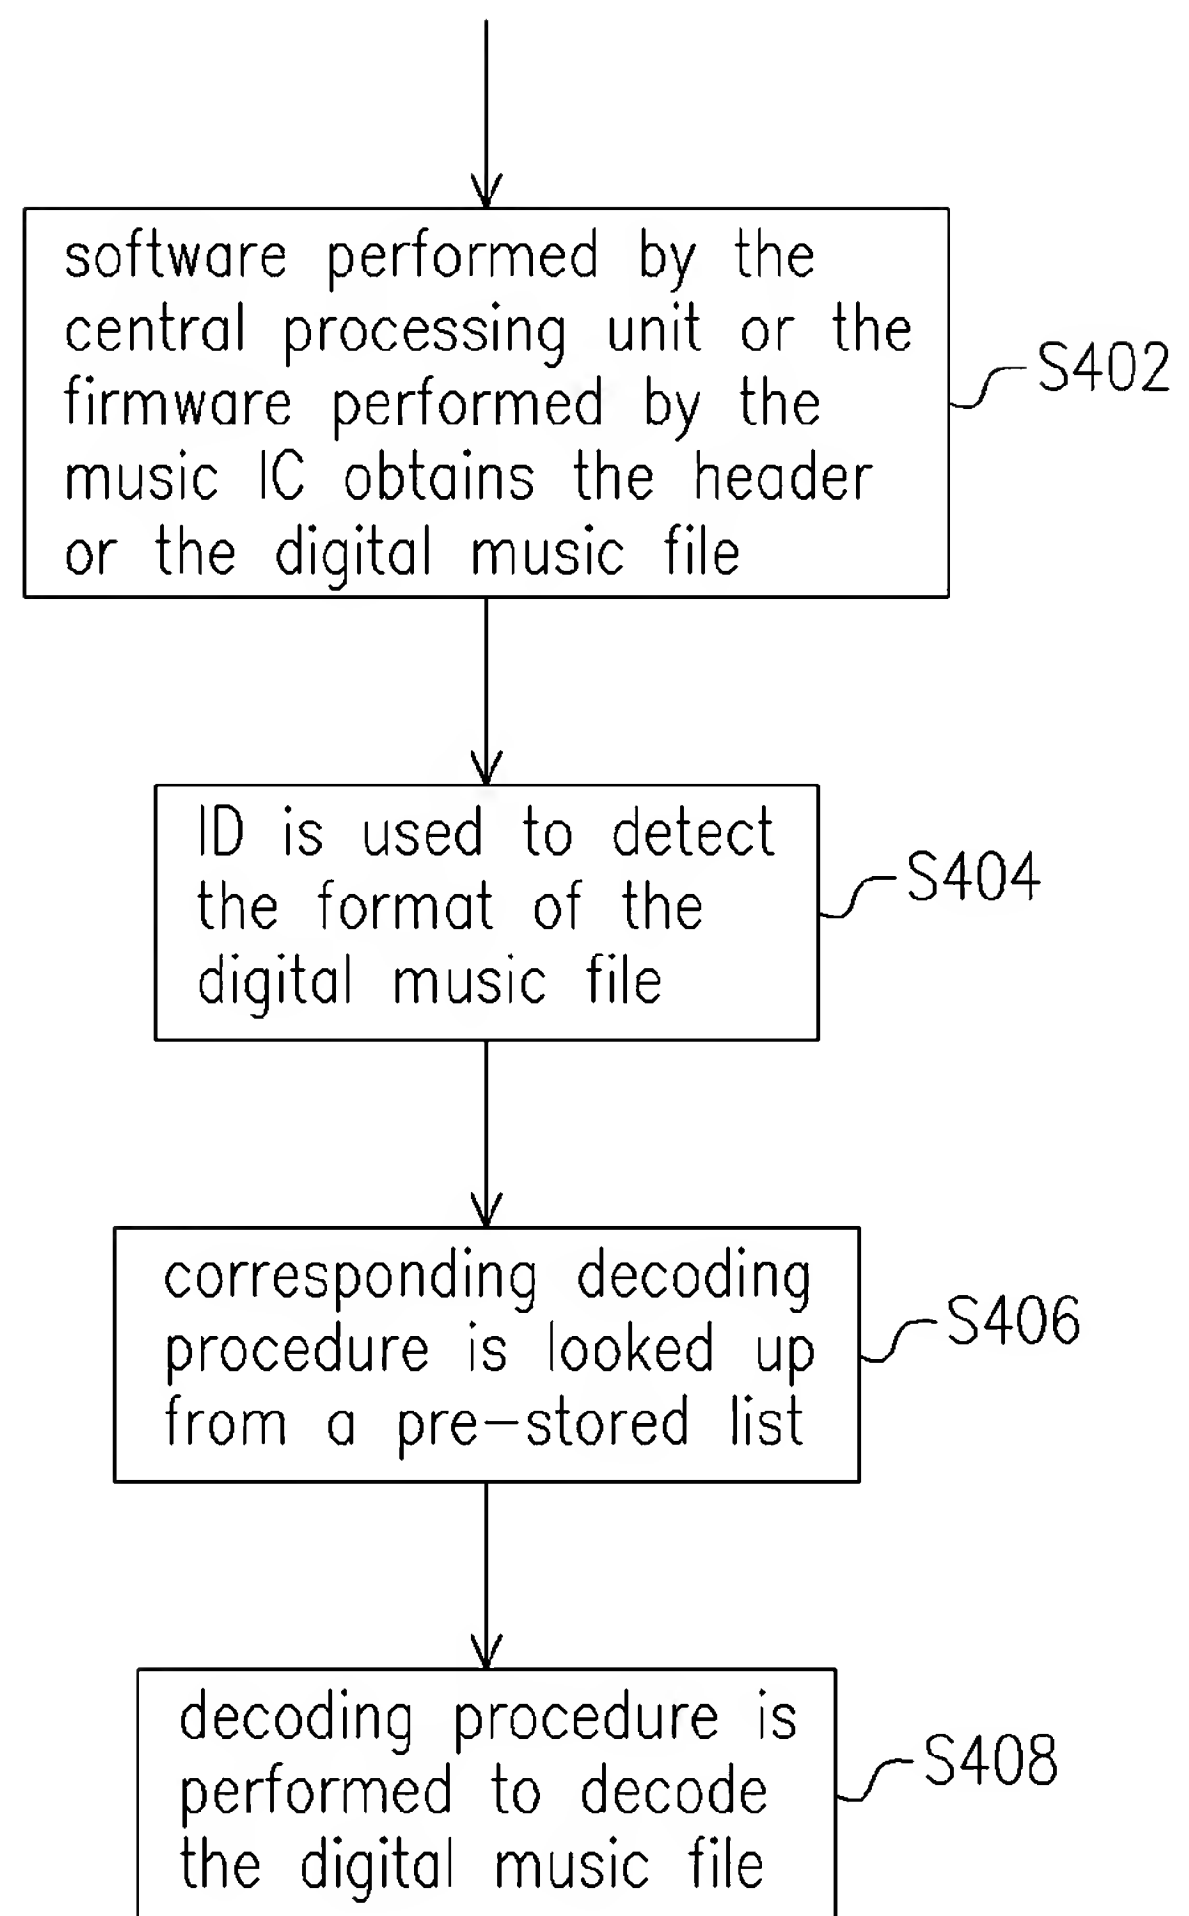 software performed by the
central processing unit or the
firmware performed by the
music IC obtains the header
or the digital music file
S402
ID is used to detect
the format of the
digital music file
S404
corresponding decoding
procedure is looked up
from a pre-stored list
S406
decoding procedure is
performed to decode
the digital music file
S408